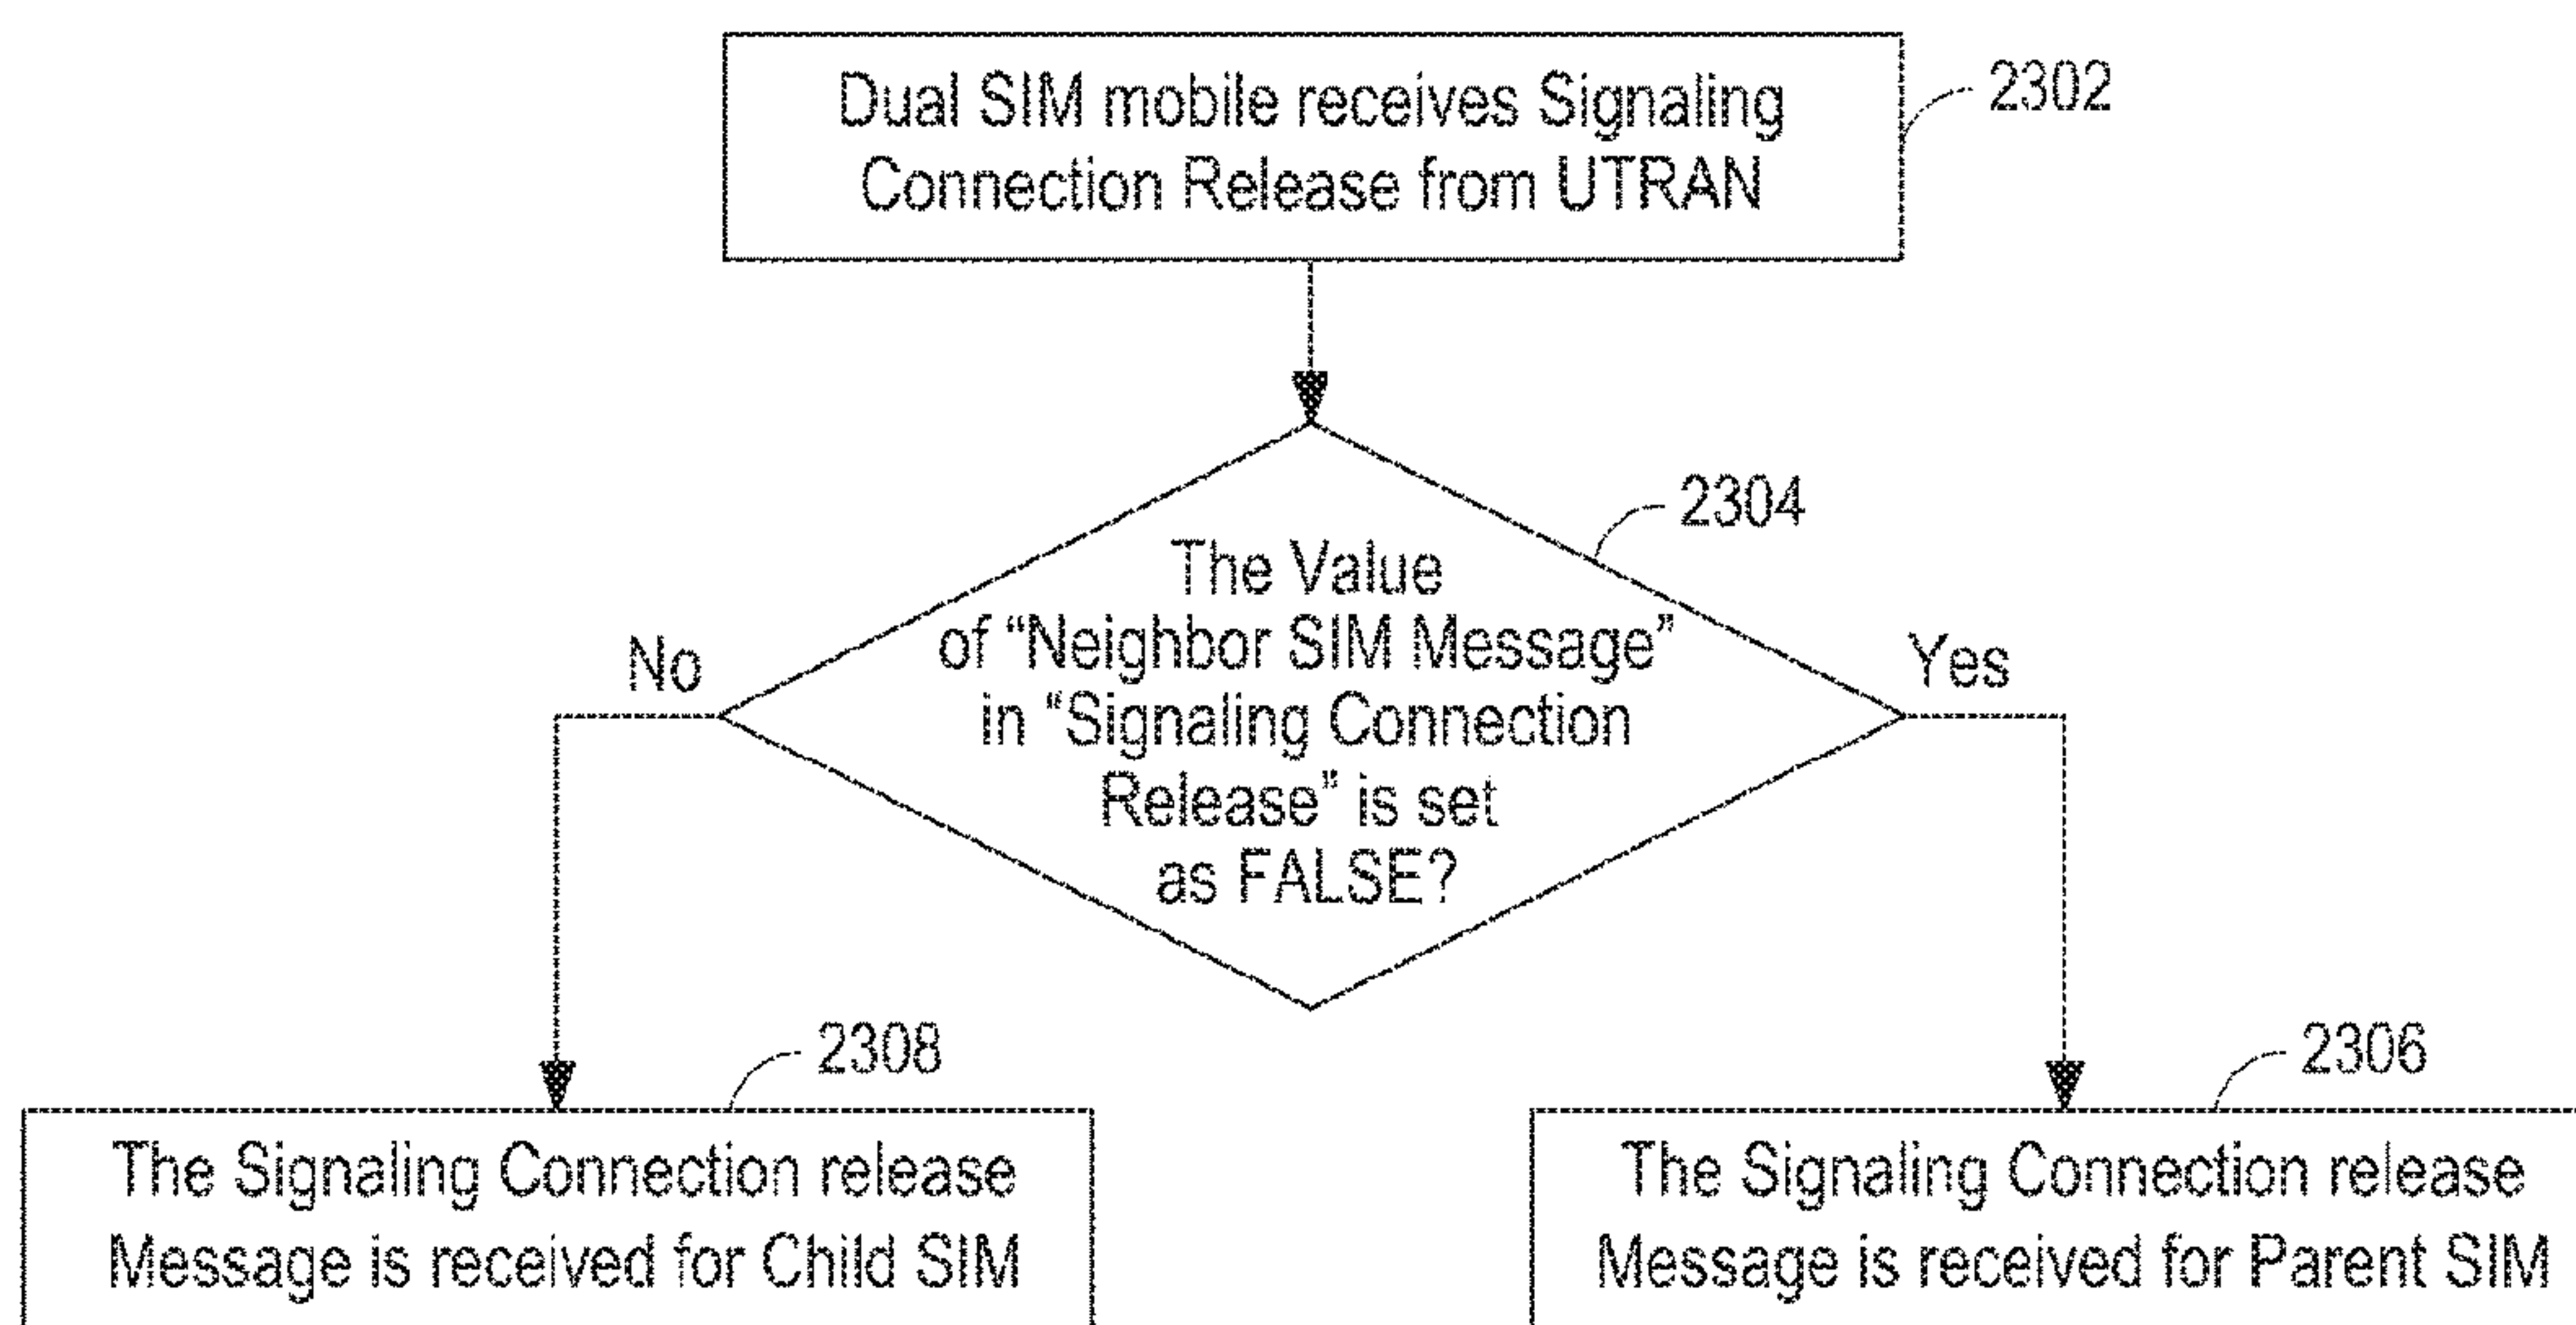 Dual SIM mobile receives Signaling
Connection Release from UTRAN
2302
2304
The Value
of “Neighbor SIM Message”
in “Signaling Connection
Release” is set
as FALSE?
No
Yes
2308
The Signaling Connection release
Message is received for Child SIM
2306
The Signaling Connection release
Message is received for Parent SIM